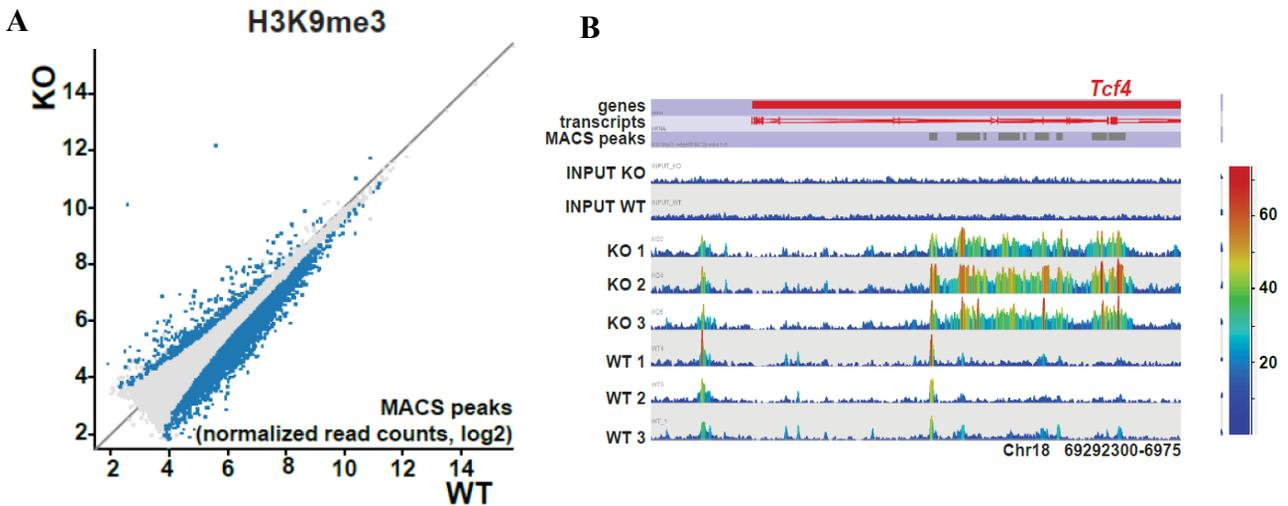 A
H3K9me3
KO
14
12
10
8
6
4
2
MACS peaks
(normalized read counts, log2)
2 4 6 8 10 12 14
WT
B
Tcf4
genes
transcripts
MACS peaks
INPUT KO
INPUT_KO
INPUT WT
INPUT_WT
KO 1
KO 2
KO 3
WT 1
WT 2
WT 3
Chr18 69292300-6975
60
40
20